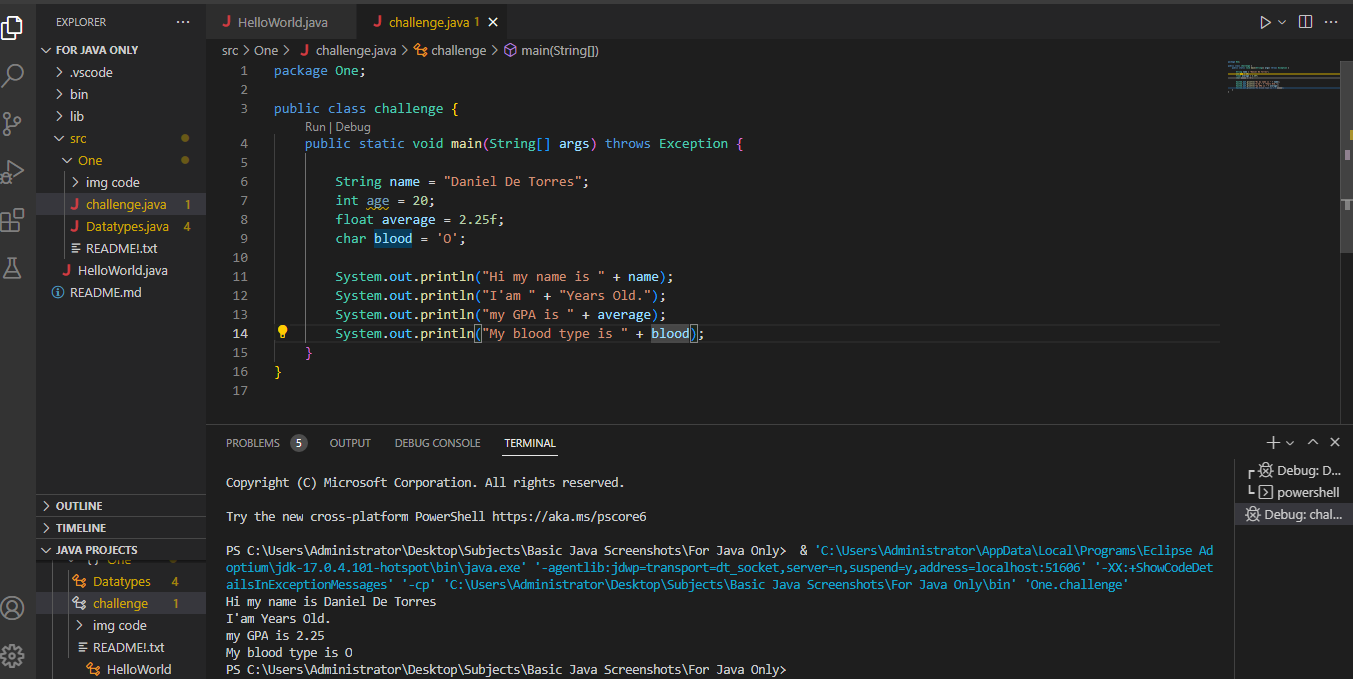 EXPLORER
FOR JAVA ONLY
.vscode
bin
lib
src
One
img code
challenge.java 1
Datatypes.java 4
README!.txt
HelloWorld.java
README.md
OUTLINE
TIMELINE
JAVA PROJECTS
One
Datatypes 4
challenge 1
img code
README!.txt
HelloWorld
HelloWorld.java
challenge.java 1
src > One > challenge.java > challenge > main(String[])
1 package One;
2
3 public class challenge {
Run | Debug
4 public static void main(String[] args) throws Exception {
5
6 String name = "Daniel De Torres";
7 int age = 20;
8 float average = 2.25f;
9 char blood = 'O';
10
11 System.out.println("Hi my name is " + name);
12 System.out.println("I'am " + "Years Old.");
13 System.out.println("my GPA is " + average);
14 System.out.println("My blood type is " + blood);
15 }
16 }
17
PROBLEMS 5 OUTPUT DEBUG CONSOLE TERMINAL
Copyright (C) Microsoft Corporation. All rights reserved.
Try the new cross-platform PowerShell https://aka.ms/pscore6
PS C:\Users\Administrator\Desktop\Subjects\Basic Java Screenshots\For Java Only> & 'C:\Users\Administrator\AppData\Local\Programs\Eclipse Ad
optium\jdk-17.0.4.101-hotspot\bin\java.exe' '-agentlib:jdwp=transport=dt_socket,server=n,suspend=y,address=localhost:51606' '-XX:+ShowCodeDet
ailsInExceptionMessages' '-cp' 'C:\Users\Administrator\Desktop\Subjects\Basic Java Screenshots\For Java Only\bin' 'One.challenge'
Hi my name is Daniel De Torres
I'am Years Old.
my GPA is 2.25
My blood type is O
PS C:\Users\Administrator\Desktop\Subjects\Basic Java Screenshots\For Java Only>
Debug: D...
powershell
Debug: chal...